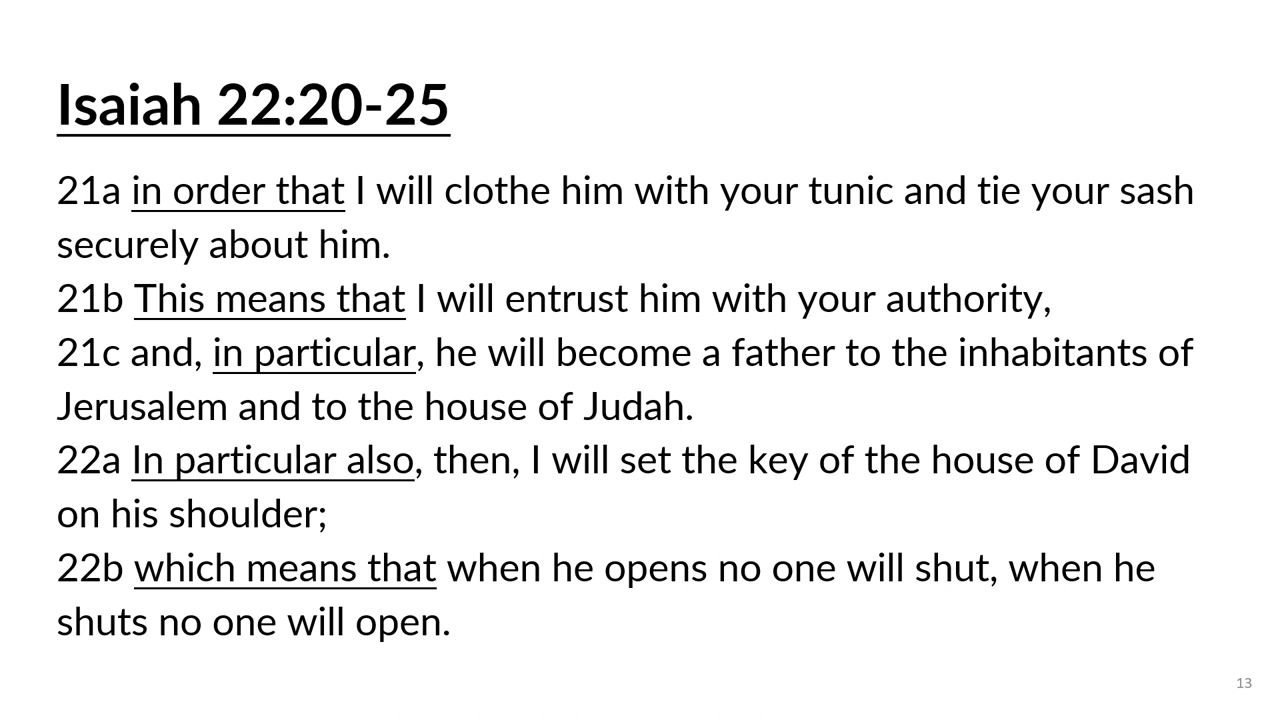 Isaiah 22:20-25
21a in order that I will clothe him with your tunic and tie your sash
securely about him.
21b This means that I will entrust him with your authority,
21c and, in particular, he will become a father to the inhabitants of
Jerusalem and to the house of Judah.
22a In particular also, then, I will set the key of the house of David
on his shoulder;
22b which means that when he opens no one will shut, when he
shuts no one will open.
13